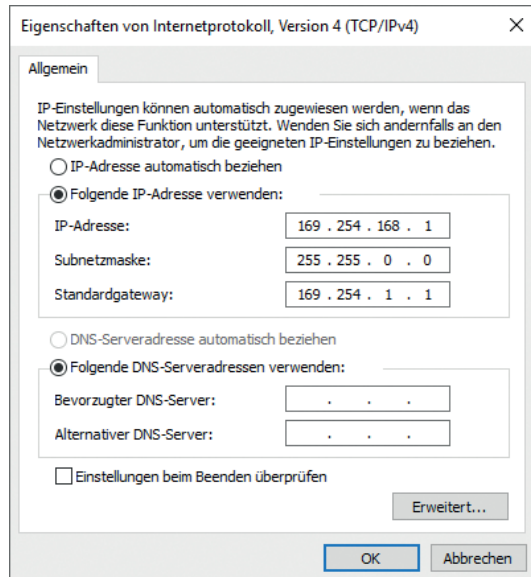 Eigenschaften von Internetprotokoll, Version 4 (TCP/IPv4)
Allgemein
IP-Einstellungen können automatisch zugewiesen werden, wenn das
Netzwerk diese Funktion unterstützt. Wenden Sie sich andernfalls an den
Netzwerkadministrator, um die geeigneten IP-Einstellungen zu beziehen.
IP-Adresse automatisch beziehen
Folgende IP-Adresse verwenden:
IP-Adresse: 169 . 254 . 168 . 1
Subnetzmaske: 255 . 255 . 0 . 0
Standardgateway: 169 . 254 . 1 . 1
DNS-Serveradresse automatisch beziehen
Folgende DNS-Serveradressen verwenden:
Bevorzugter DNS-Server: . . .
Alternativer DNS-Server: . . .
Einstellungen beim Beenden überprüfen
Erweitert...
OK Abbrechen